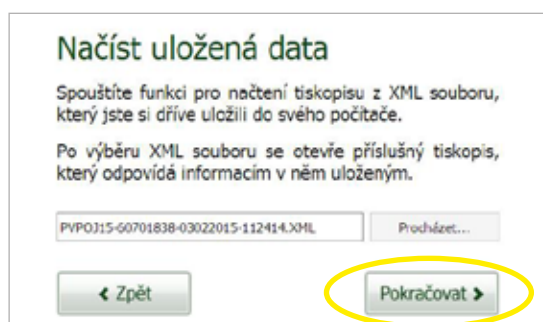 Načíst uložená data
Spouštíte funkci pro načtení tiskopisu z XML souboru,
který jste si dříve uložili do svého počítače.
Po výběru XML souboru se otevře příslušný tiskopis,
který odpovídá informacím v něm uloženým.
PVPOJ15-60701838-03022015-112414.XML Procházet...
Zpět Pokračovat